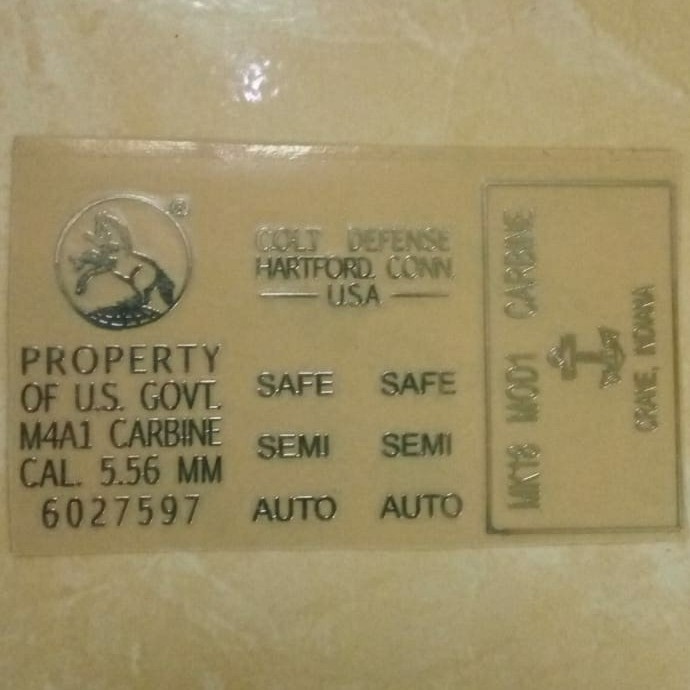 ®
PROPERTY
OF U.S. GOVT.
M4A1 CARBINE
CAL. 5.56 MM
6027597
COLT DEFENSE
HARTFORD. CONN
U.S.A
SAFE SAFE
SEMI SEMI
AUTO AUTO
MK18 MOD1 CARBINE
CRANE, INDIANA